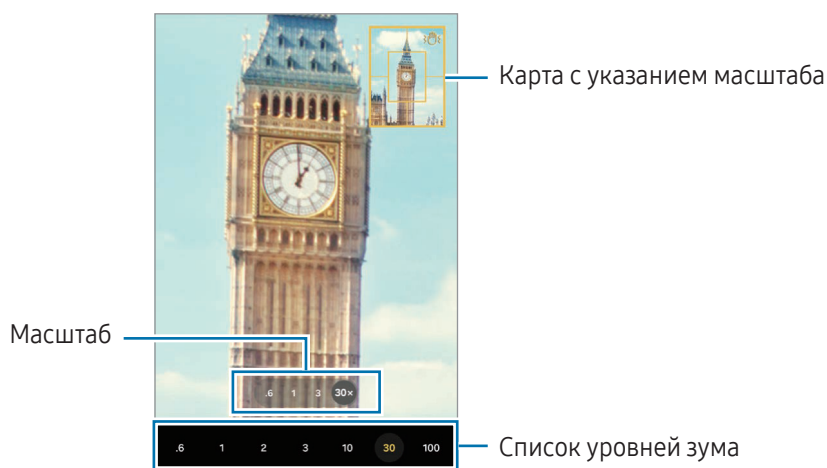 Карта с указанием масштаба
Масштаб
.6 1 3 30×
.6 1 2 3 10 30 100
Список уровней зума